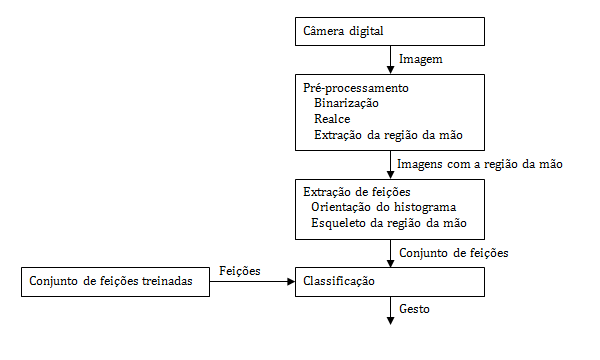 Câmera digital
Imagem
Pré-processamento
Binarização
Realce
Extração da região da mão
Imagens com a região da mão
Extração de feições
Orientação do histograma
Esqueleto da região da mão
Conjunto de feições
Feições
Conjunto de feições treinadas
Classificação
Gesto